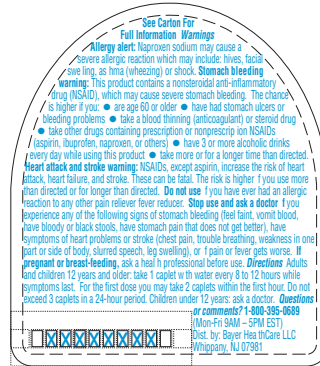 See Carton For
Full Information Warnings
Allergy alert: Naproxen sodium may cause a
severe allergic reaction which may include: hives, facial
swe ling, as hma (wheezing) or shock. Stomach bleeding
warning: This product contains a nonsteroidal anti-inflammatory
drug (NSAID), which may cause severe stomach bleeding. The chance
is higher if you: ● are age 60 or older ● have had stomach ulcers or
bleeding problems ● take a blood thinning (anticoagulant) or steroid drug
● take other drugs containing prescription or nonprescrip ion NSAIDs
(aspirin, ibuprofen, naproxen, or others) ● have 3 or more alcoholic drinks
every day while using this product ● take more or for a longer time than directed.
Heart attack and stroke warning: NSAIDs, except aspirin, increase the risk of heart
attack, heart failure, and stroke. These can be fatal. The risk is higher f you use more
than directed or for longer than directed. Do not use f you have ever had an allergic
reaction to any other pain reliever fever reducer. Stop use and ask a doctor f you
experience any of the following signs of stomach bleeding (feel faint, vomit blood,
have bloody or black stools, have stomach pain that does not get better), have
symptoms of heart problems or stroke (chest pain, trouble breathing, weakness in one
part or side of body, slurred speech, leg swelling), or f pain or fever gets worse. If
pregnant or breast-feeding, ask a heal h professional before use. Directions Adults
and children 12 years and older: take 1 caplet w th water every 8 to 12 hours while
symptoms last, For the first dose you may take 2 caplets within the first hour. Do not
exceed 3 caplets in a 24-hour period. Children under 12 years: ask a doctor. Questions
or comments? 1-800-395-0689
(Mon-Fri 9AM – 5PM EST)
Dist. by: Bayer Hea thCare LLC
Whippany, NJ 07981